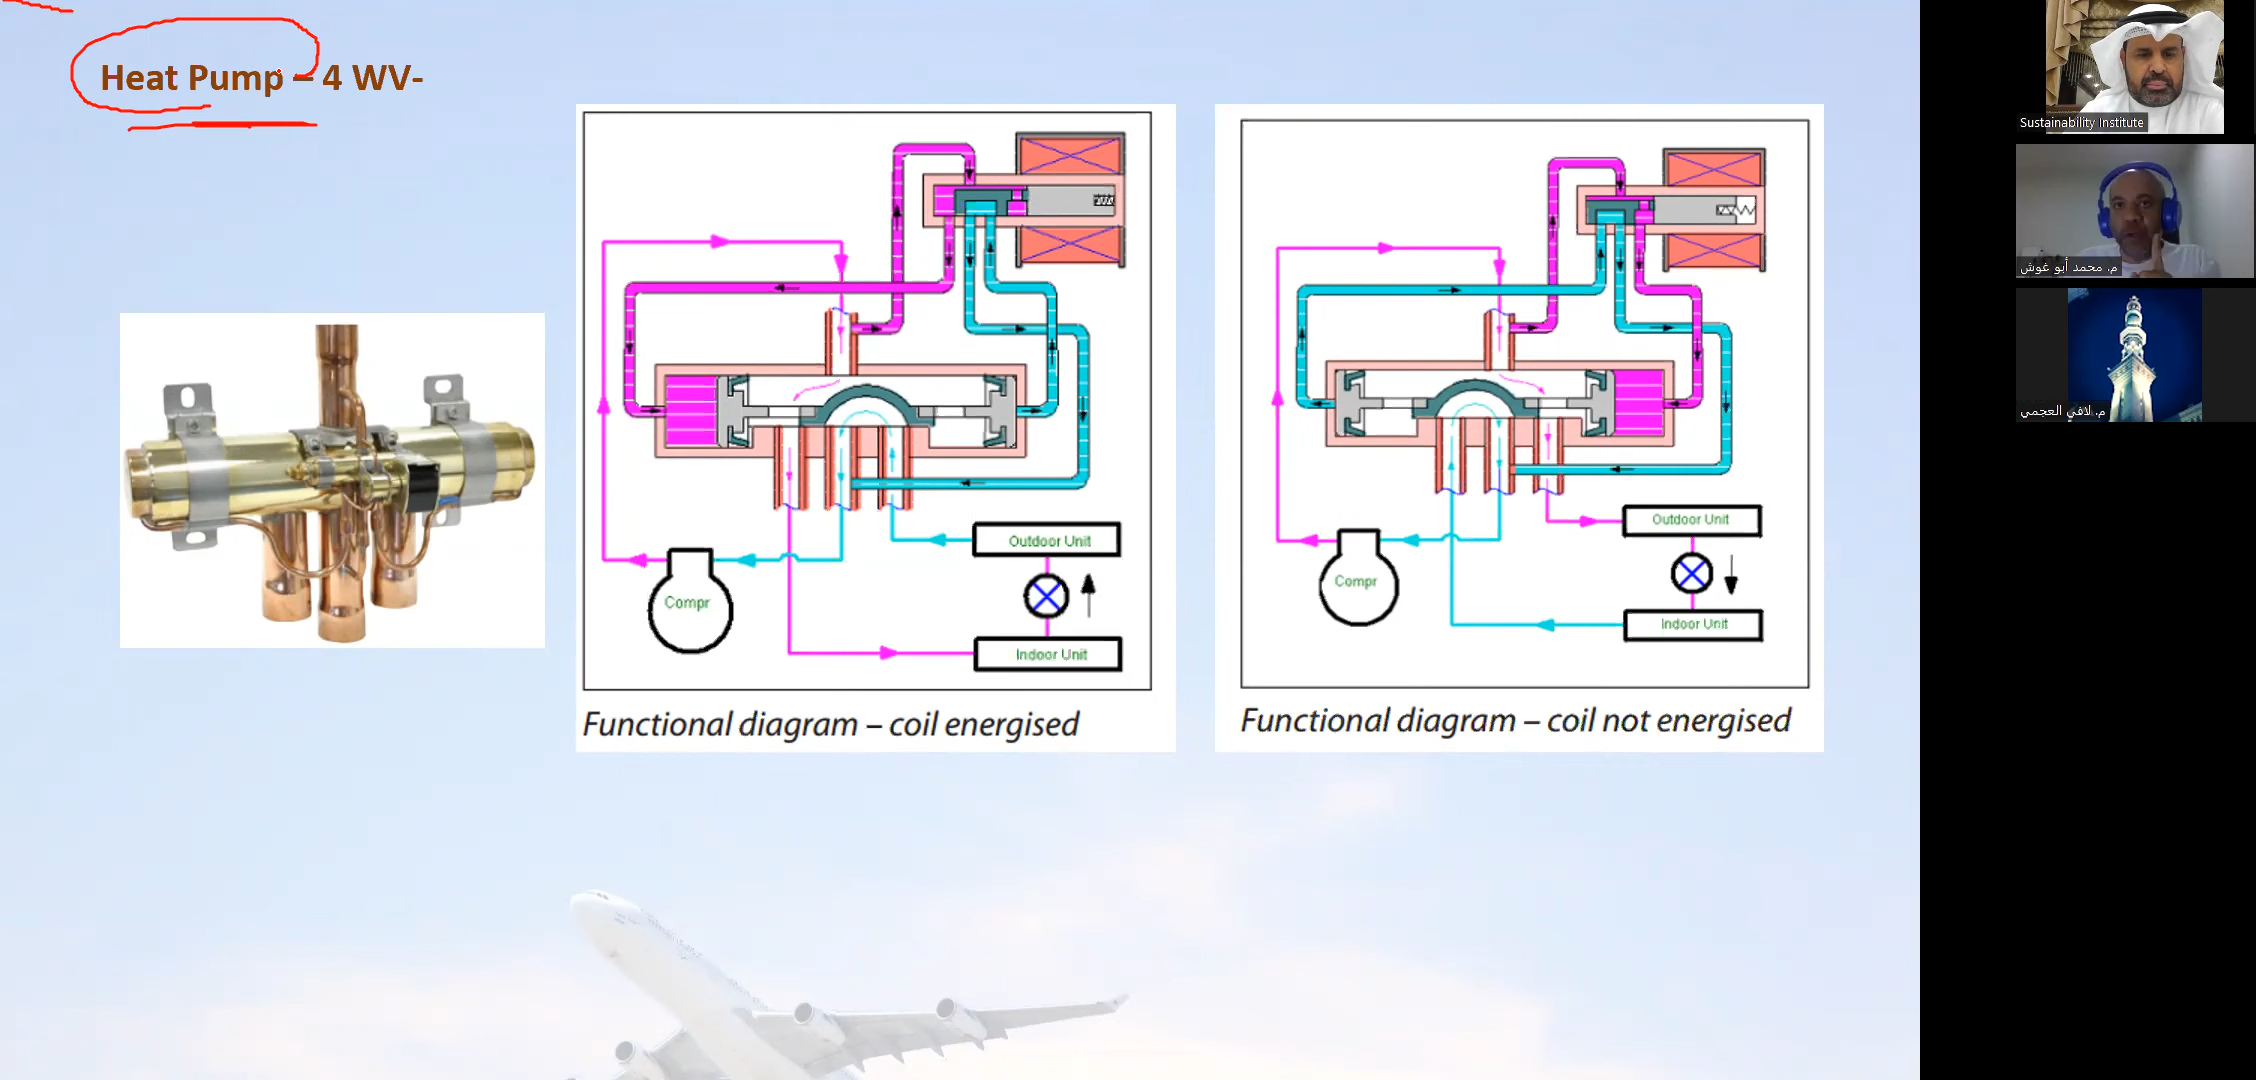 Heat Pump – 4 WV-
Outdoor Unit
Compr
Indoor Unit
Functional diagram – coil energised
Outdoor Unit
Compr
Indoor Unit
Functional diagram – coil not energised
Sustainability Institute
م. محمد أبو غوش
م. لافي العجمي